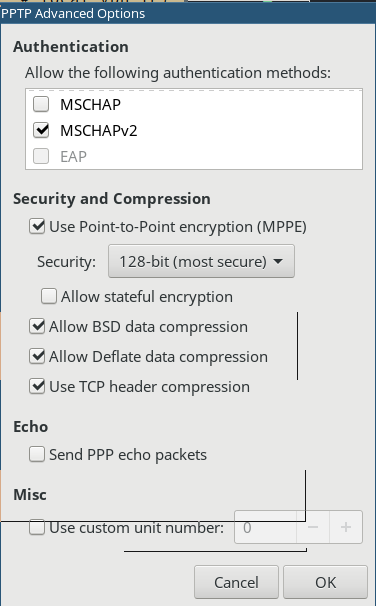 PPTP Advanced Options
Authentication
Allow the following authentication methods:
MSCHAP
MSCHAPv2
EAP
Security and Compression
Use Point-to-Point encryption (MPPE)
Security: 128-bit (most secure)
Allow stateful encryption
Allow BSD data compression
Allow Deflate data compression
Use TCP header compression
Echo
Send PPP echo packets
Misc
Use custom unit number: 0 − +
Cancel OK